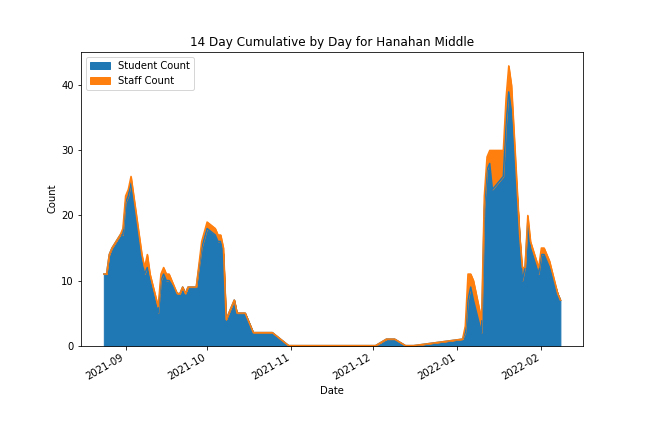 14 Day Cumulative by Day for Hanahan Middle
Student Count
Staff Count
40
30
20
10
0
Count
2021-09
2021-10
2021-11
2021-12
2022-01
2022-02
Date